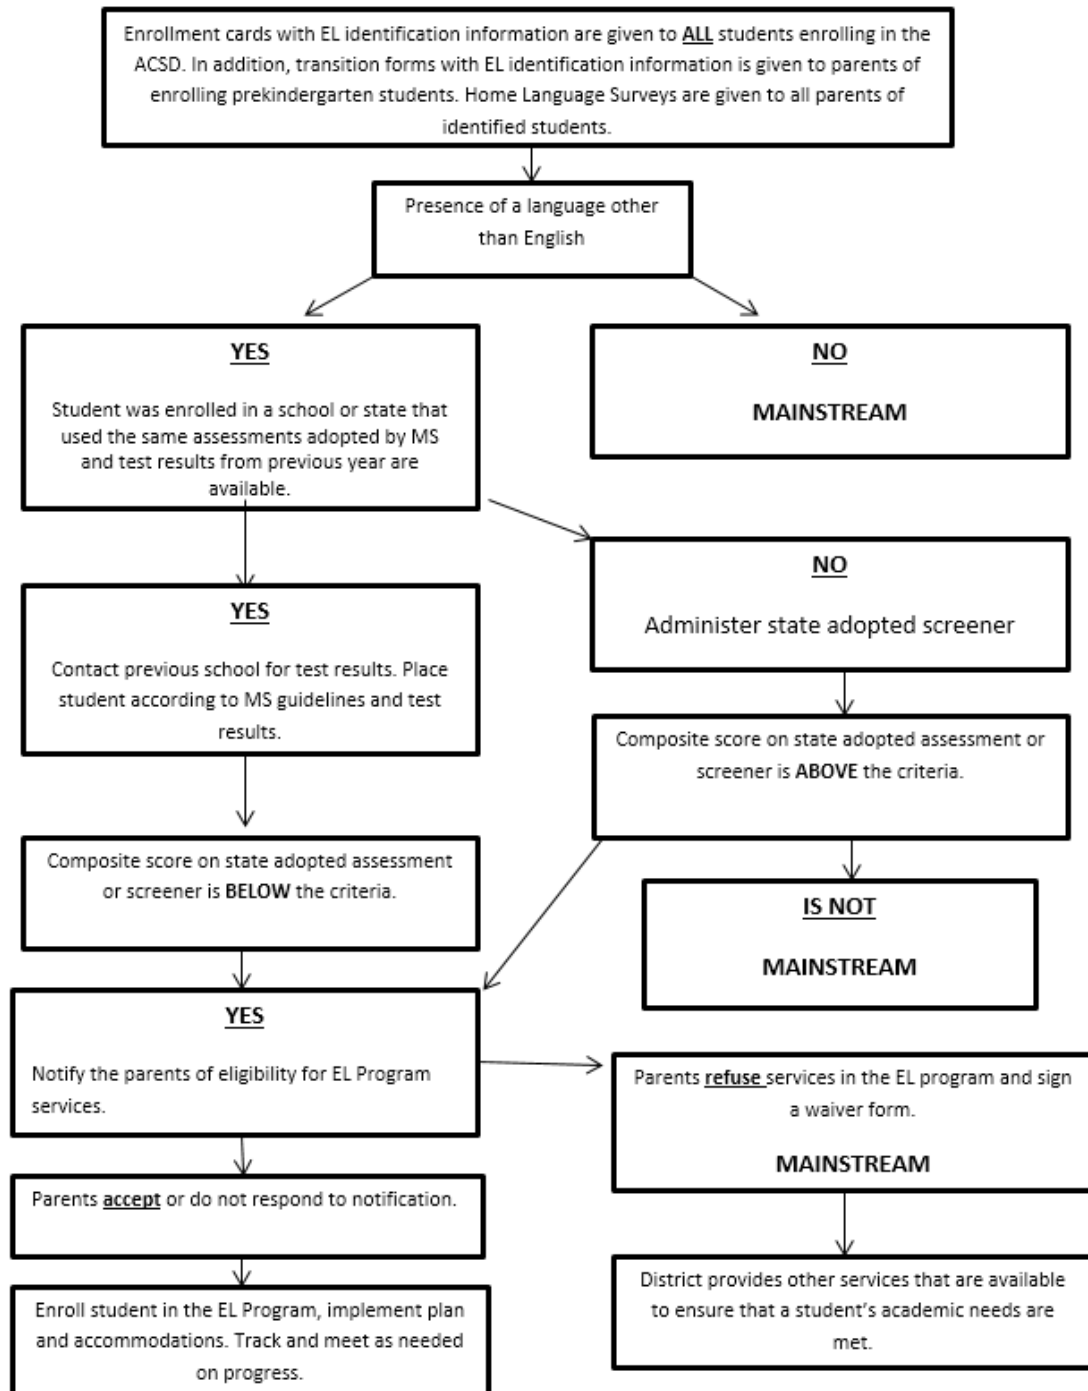 Enrollment cards with EL identification information are given to ALL students enrolling in the
ACSD. In addition, transition forms with EL identification information is given to parents of
enrolling prekindergarten students. Home Language Surveys are given to all parents of
identified students.
Presence of a language other
than English
YES
Student was enrolled in a school or state that
used the same assessments adopted by MS
and test results from previous year are
available.
NO
MAINSTREAM
YES
Contact previous school for test results. Place
student according to MS guidelines and test
results.
NO
Administer state adopted screener
Composite score on state adopted assessment or
screener is ABOVE the criteria.
Composite score on state adopted assessment
or screener is BELOW the criteria.
IS NOT
MAINSTREAM
YES
Notify the parents of eligibility for EL Program
services.
Parents refuse services in the EL program and sign
a waiver form.
MAINSTREAM
Parents accept or do not respond to notification.
District provides other services that are available
to ensure that a student's academic needs are
met.
Enroll student in the EL Program, implement plan
and accommodations. Track and meet as needed
on progress.